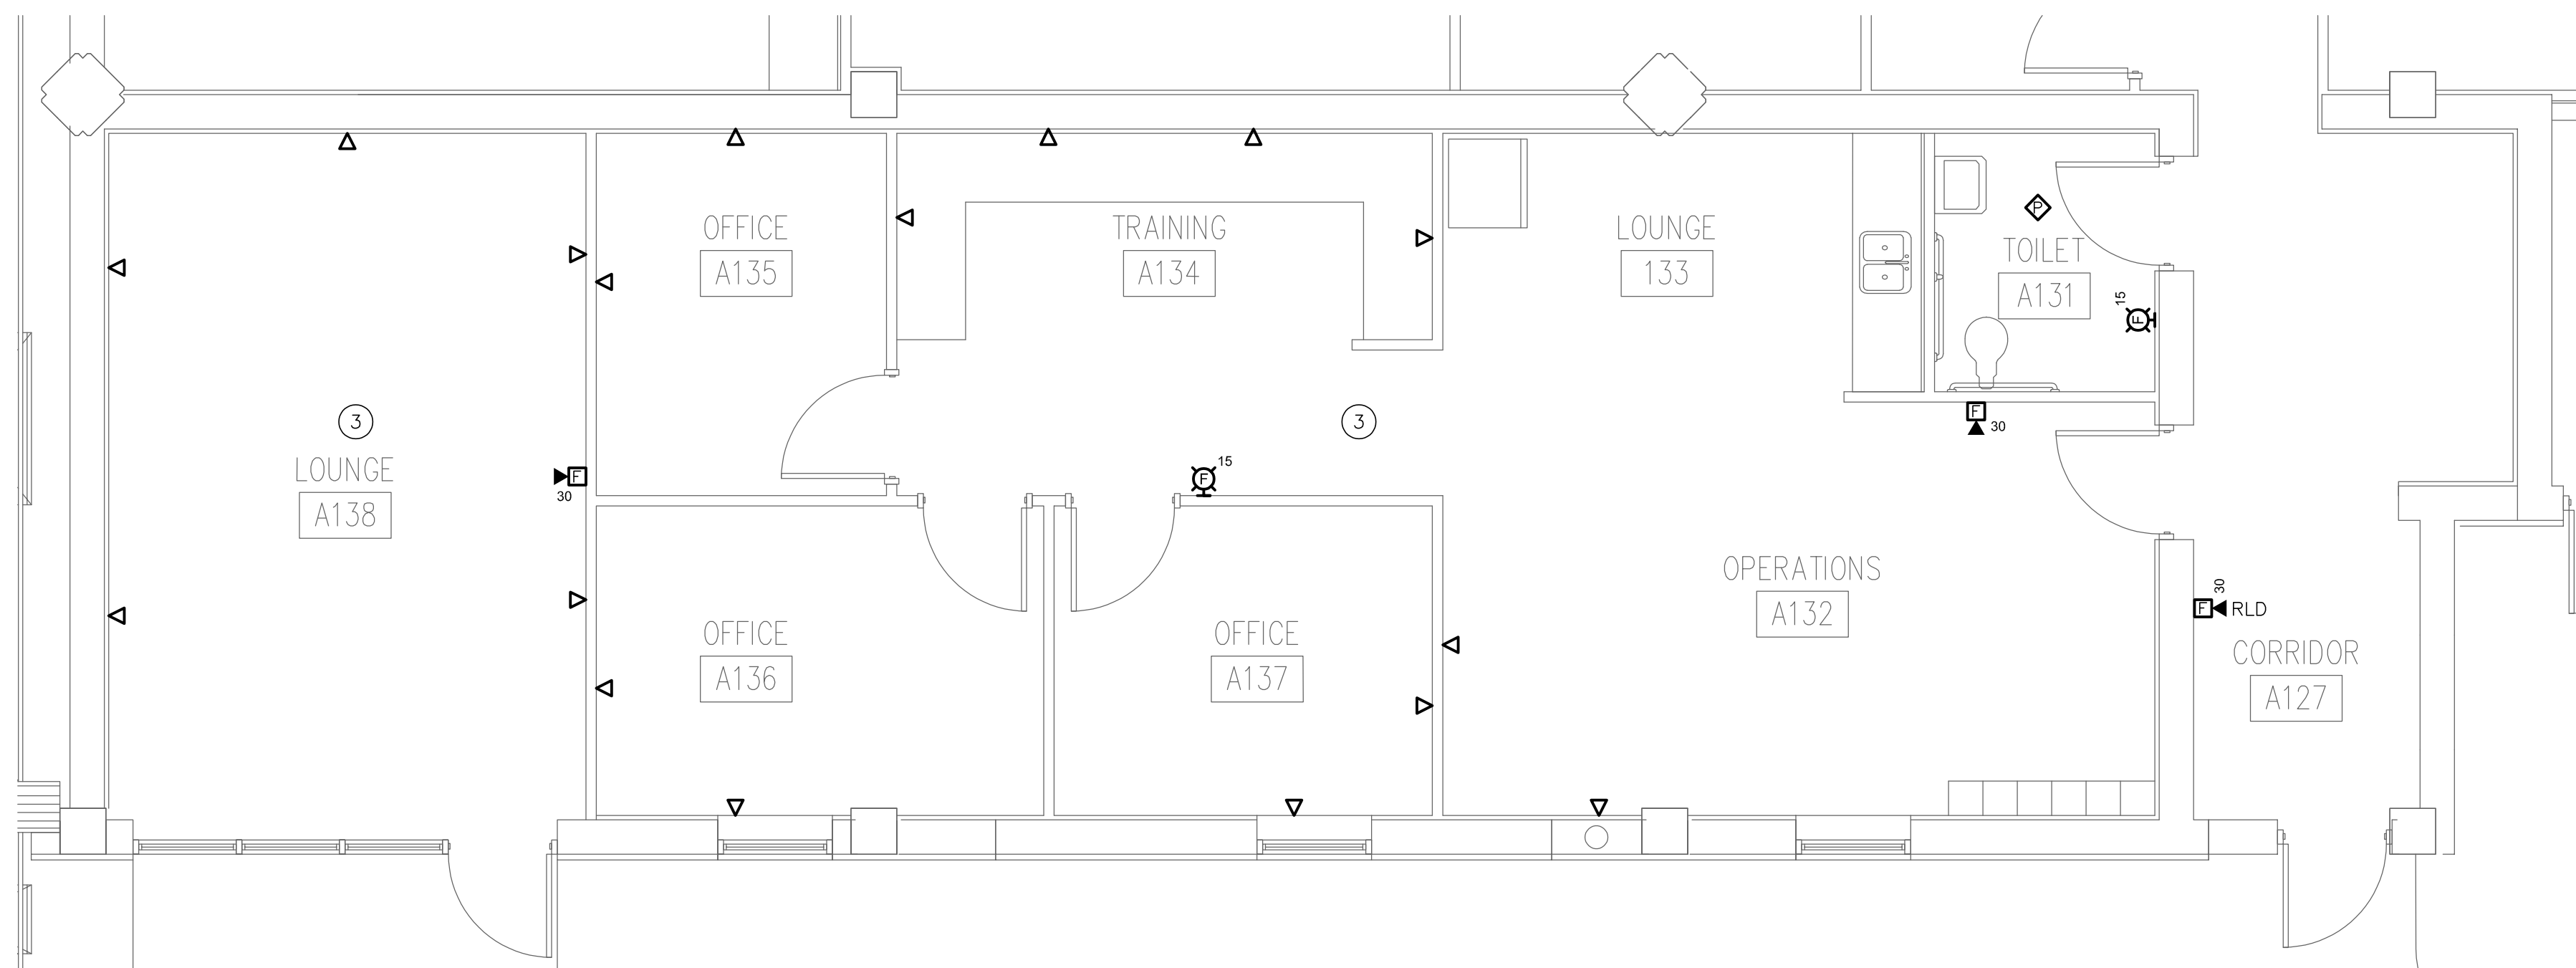 P
OFFICE
A135
TRAINING
A134
LOUNGE
133
TOILET
A131
15
F
3
3
F
30
LOUNGE
A138
F
30
F
15
OPERATIONS
A132
30
F
RLD
OFFICE
A136
OFFICE
A137
CORRIDOR
A127